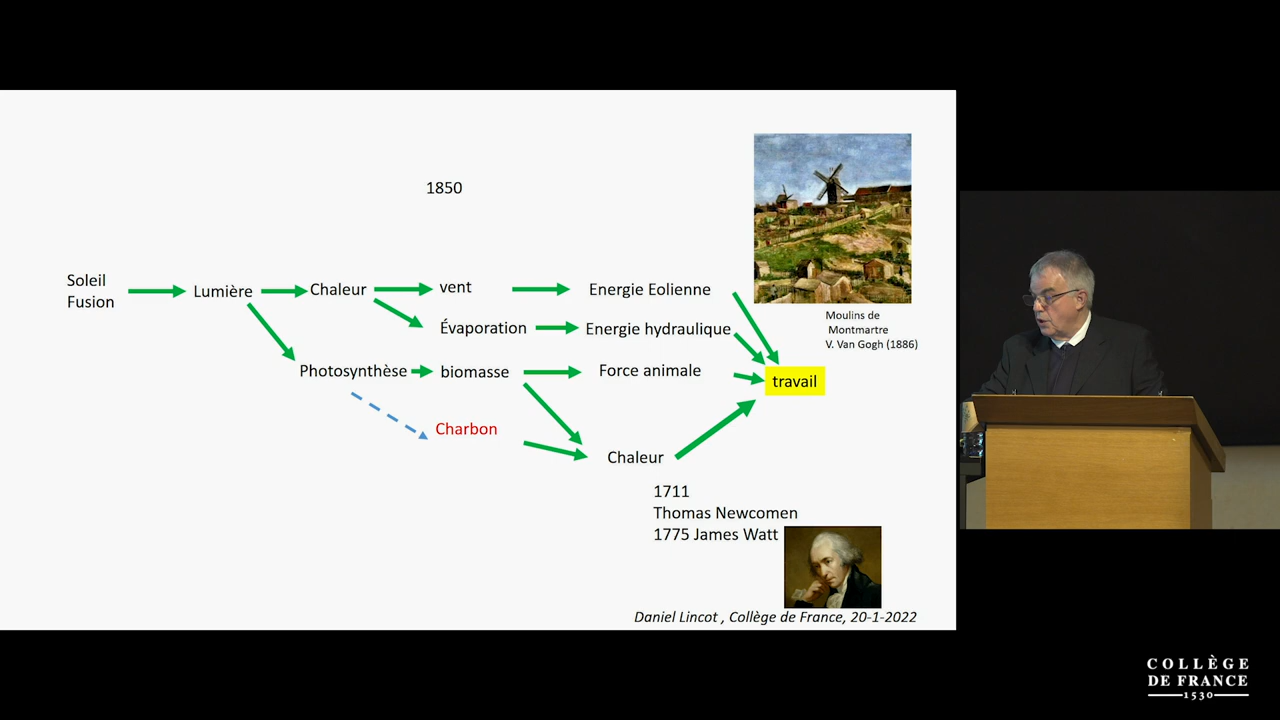 1850
Soleil
Fusion
Lumière
Chaleur
vent
Energie Eolienne
Évaporation
Energie hydraulique
Photosynthèse
biomasse
Force animale
travail
Charbon
Chaleur
Moulins de
Montmartre
V. Van Gogh (1886)
1711
Thomas Newcomen
1775 James Watt
Daniel Lincot , Collège de France, 20-1-2022
COLLÈGE
DE FRANCE
1530